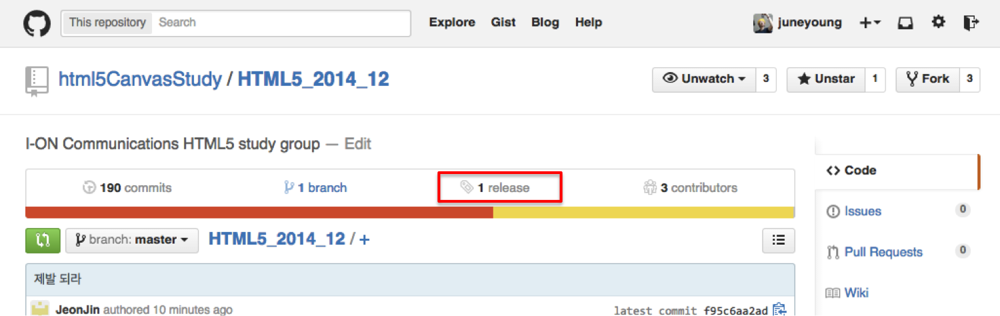 This repository Search Explore Gist Blog Help juneyoung
html5CanvasStudy / HTML5_2014_12 Unwatch 3 Unstar 1 Fork 3
I-ON Communications HTML5 study group — Edit
190 commits 1 branch 1 release 3 contributors
branch: master HTML5_2014_12 / +
제발 되라
JeonJin authored 10 minutes ago latest commit f95c6aa2ad
Code
Issues 0
Pull Requests 0
Wiki